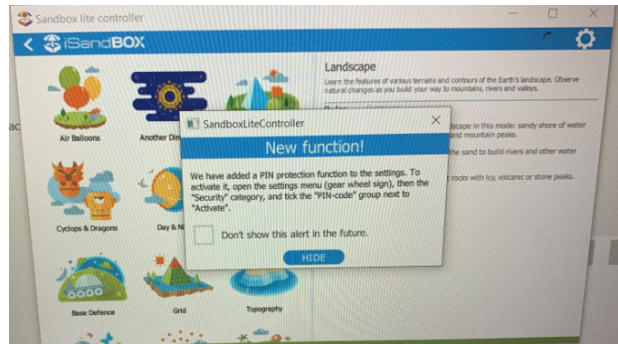 Sandbox lite controller
iSandBOX
Landscape
Learn the features of various terrains and contours of the Earth's landscape. Observe
natural changes as you build your way to mountains, rivers and valleys.
Air Balloons
Another Dim
SandboxLiteController
New function!
We have added a PIN protection function to the settings. To
activate it, open the settings menu (gear wheel sign), then the
"Security" category, and tick the "PIN-code" group next to
"Activate".
Don't show this alert in the future.
HIDE
scape in this mode: sandy shore of water
and mountain peaks.
the sand to build rivers and other water
rocks with icy, volcanic or stone peaks.
Cyclops & Dragons
Day & Ni
Base Defence
Grid
Topography